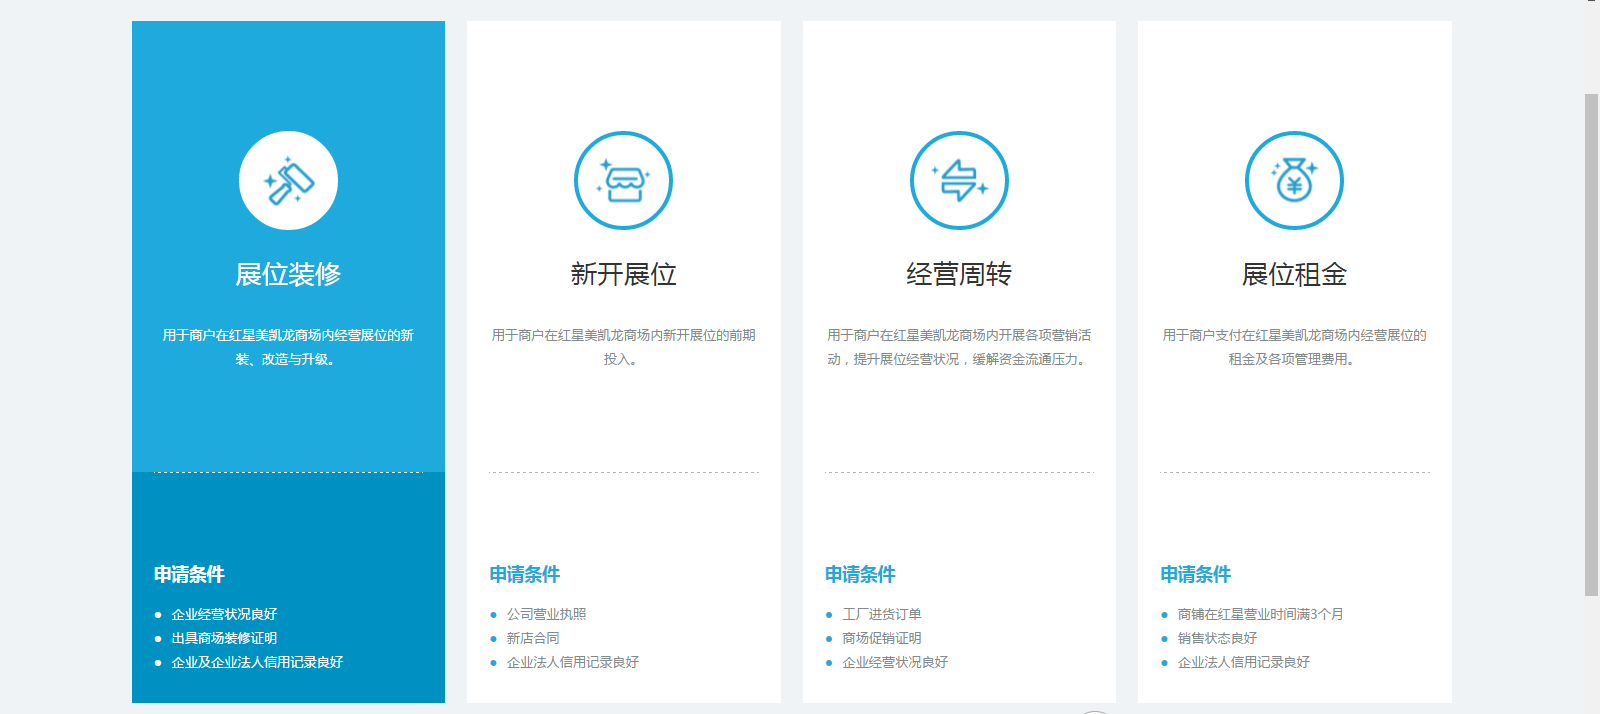 展位装修
用于商户在红星美凯龙商场内经营展位的新
装、改造与升级。
申请条件
企业经营状况良好
出具商场装修证明
企业及企业法人信用记录良好
新开展位
用于商户在红星美凯龙商场内新开展位的前期
投入。
申请条件
公司营业执照
新店合同
企业法人信用记录良好
经营周转
用于商户在红星美凯龙商场内开展各项营销活
动，提升展位经营状况，缓解资金流通压力。
申请条件
工厂进货订单
商场促销证明
企业经营状况良好
展位租金
用于商户支付在红星美凯龙商场内经营展位的
租金及各项管理费用。
申请条件
商铺在红星营业时间满3个月
销售状态良好
企业法人信用记录良好